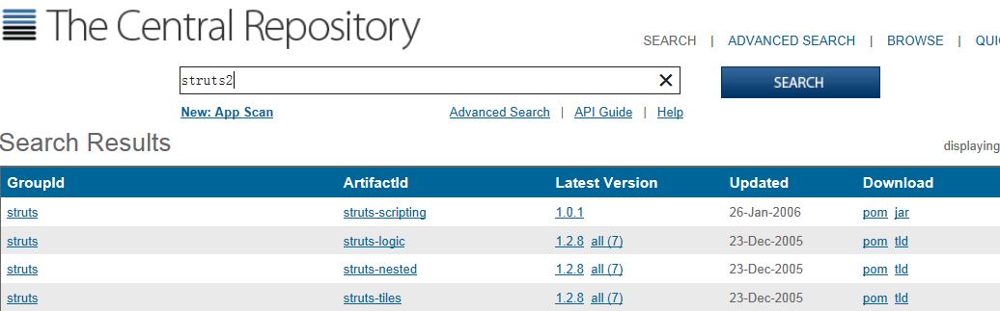 The Central Repository
SEARCH | ADVANCED SEARCH | BROWSE | QUI
struts2 ✕ SEARCH
New: App Scan Advanced Search | API Guide | Help
Search Results displaying
GroupId ArtifactId Latest Version Updated Download
struts struts-scripting 1.0.1 26-Jan-2006 pom jar
struts struts-logic 1.2.8 all (7) 23-Dec-2005 pom tld
struts struts-nested 1.2.8 all (7) 23-Dec-2005 pom tld
struts struts-tiles 1.2.8 all (7) 23-Dec-2005 pom tld